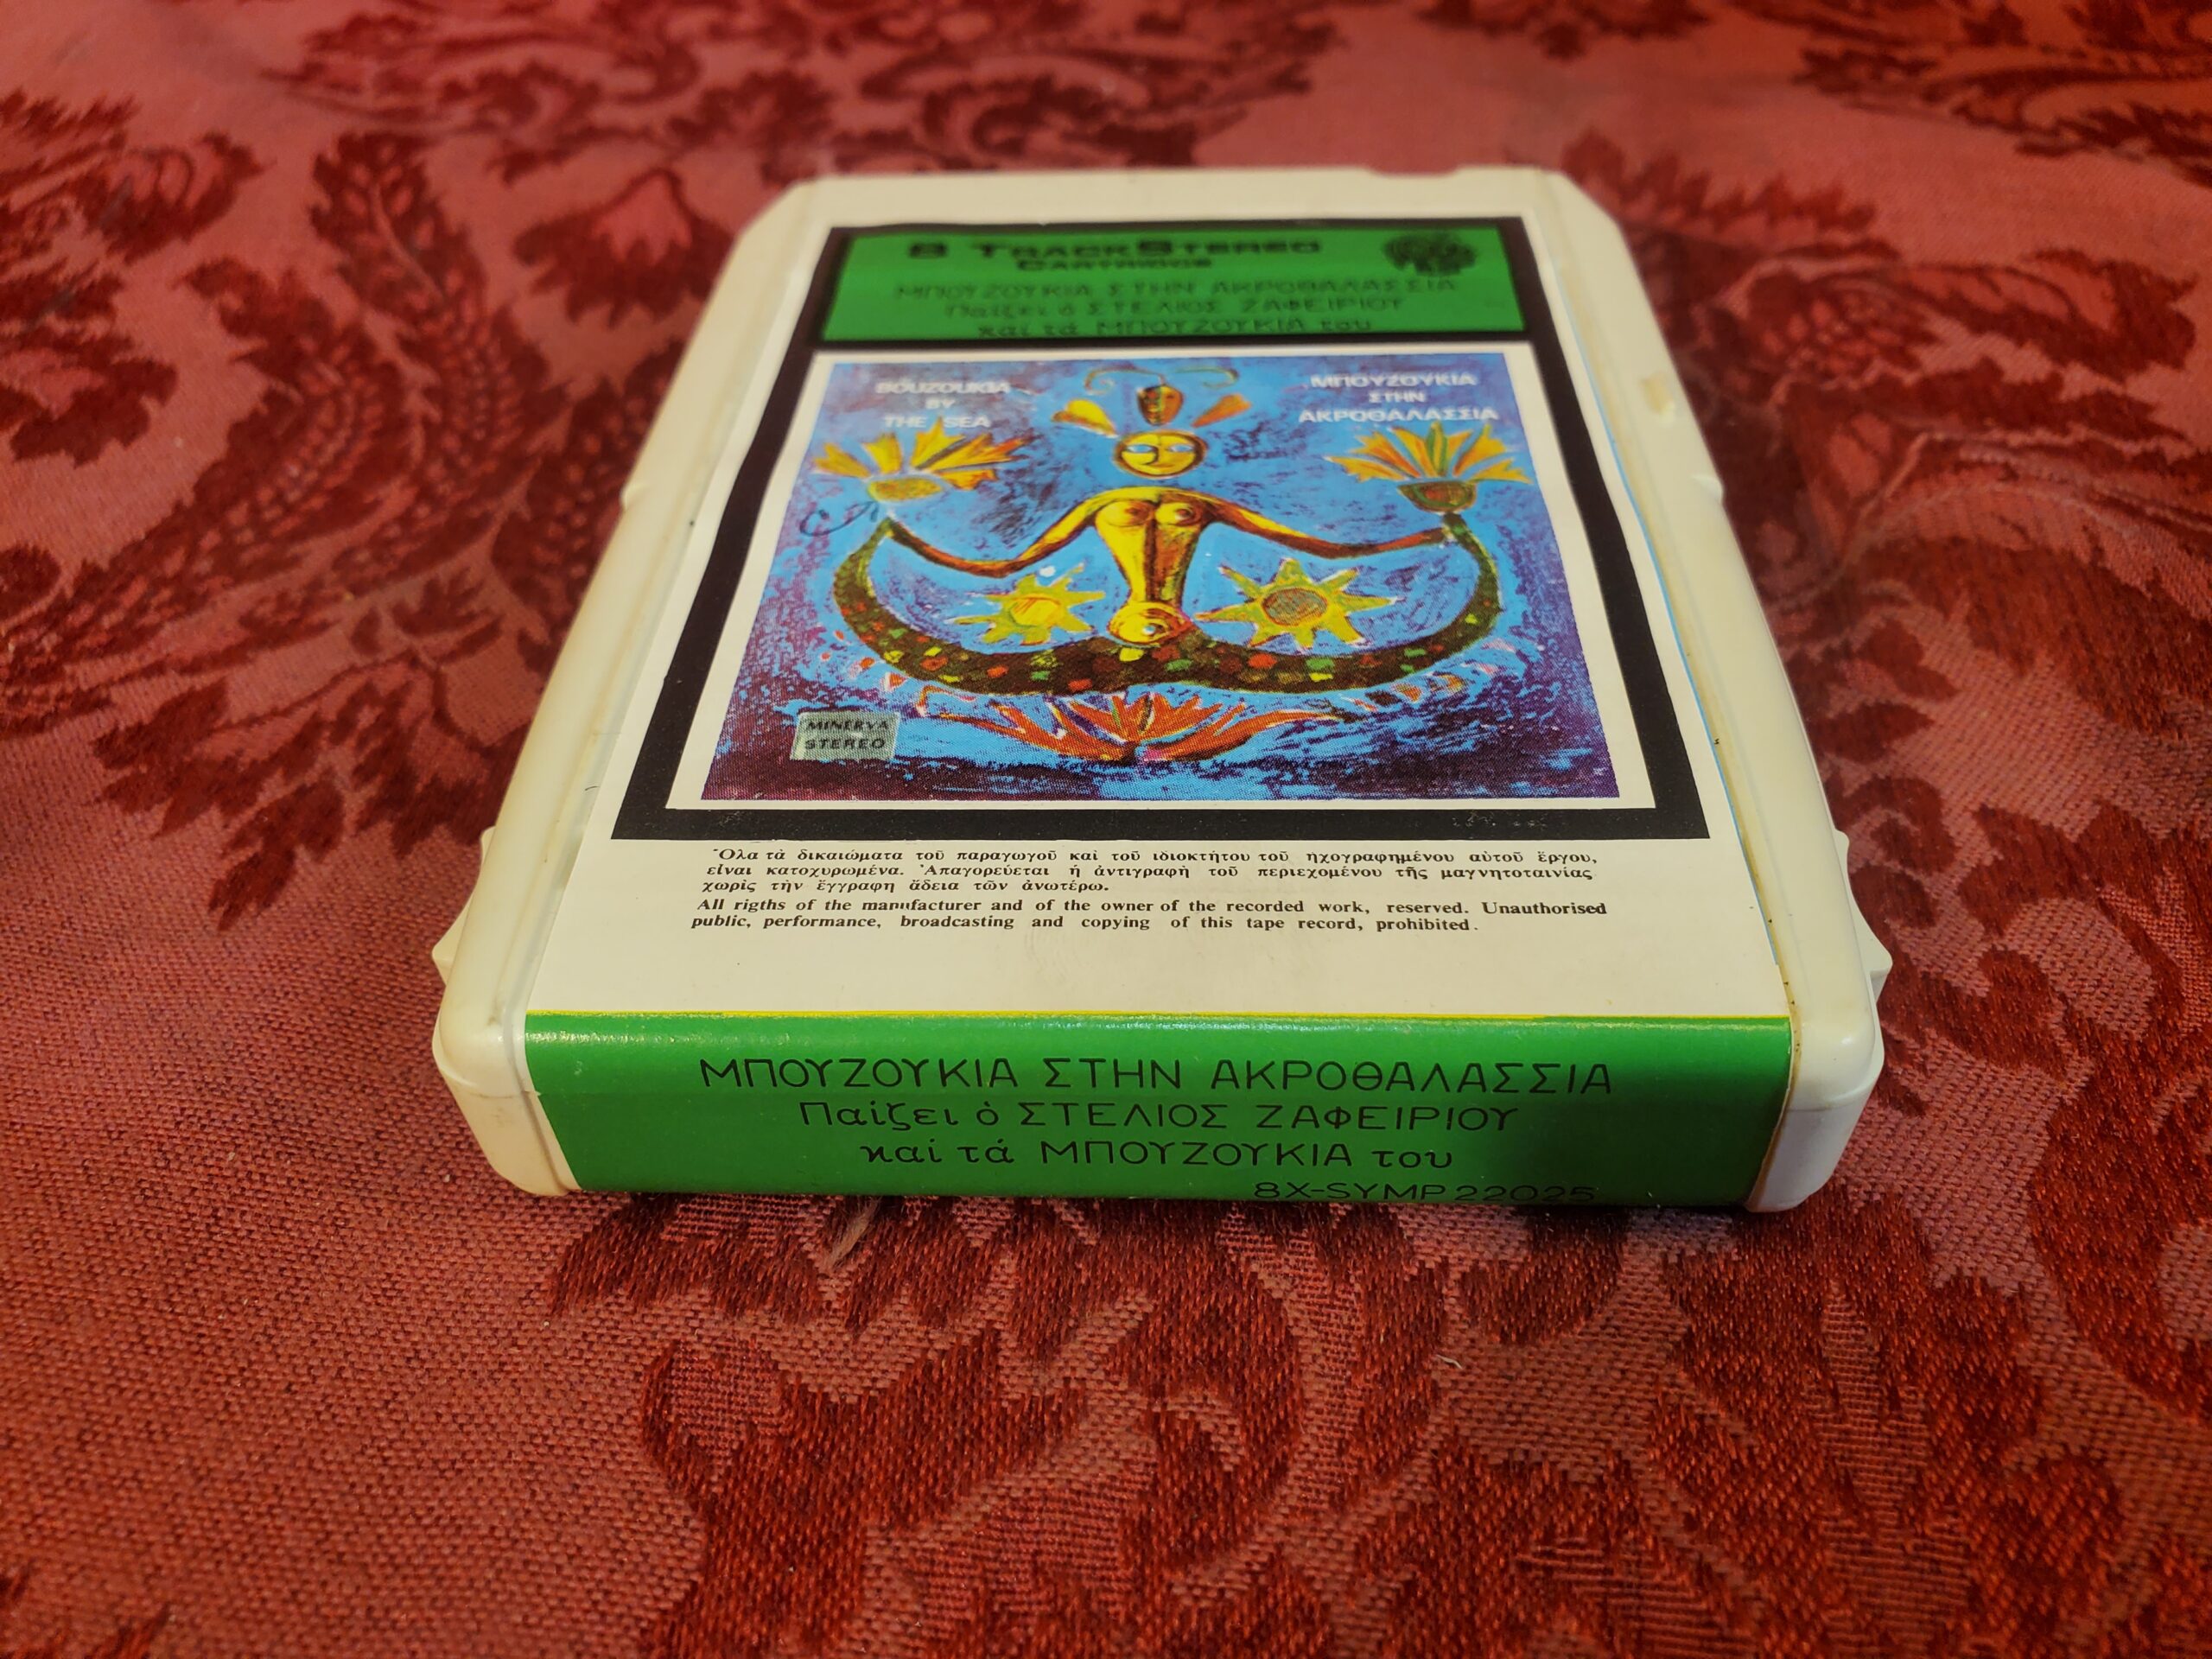 8 TRACK STEREO
CARTRIDGE
ΜΠΟΥΖΟΥΚΙΑ ΣΤΗΝ ΑΚΡΟΘΑΛΑΣΣΙΑ
Παίζει ὁ ΣΤΕΛΙΟΣ ΖΑΦΕΙΡΙΟΥ
καί τά ΜΠΟΥΖΟΥΚΙΑ του
BOUZOUKIA
BY
THE SEA
ΜΠΟΥΖΟΥΚΙΑ
ΣΤΗΝ
ΑΚΡΟΘΑΛΑΣΣΙΑ
MINERVA
STEREO
Ὅλα τὰ δικαιώματα τοῦ παραγωγοῦ καὶ τοῦ ιδιοκτήτου τοῦ ηχογραφημένου αὐτοῦ ἔργου,
εἶναι κατοχυρωμένα. Ἀπαγορεύεται ἡ ἀντιγραφὴ τοῦ περιεχομένου τῆς μαγνητοταινίας
χωρὶς τὴν ἔγγραφη ἄδεια τῶν ἀνωτέρω.
All rigths of the manufacturer and of the owner of the recorded work, reserved. Unauthorised
public, performance, broadcasting and copying of this tape record, prohibited.
ΜΠΟΥΖΟΥΚΙΑ ΣΤΗΝ ΑΚΡΟΘΑΛΑΣΣΙΑ
Παίζει ὁ ΣΤΕΛΙΟΣ ΖΑΦΕΙΡΙΟΥ
καί τά ΜΠΟΥΖΟΥΚΙΑ του
8X-SYMP 22025